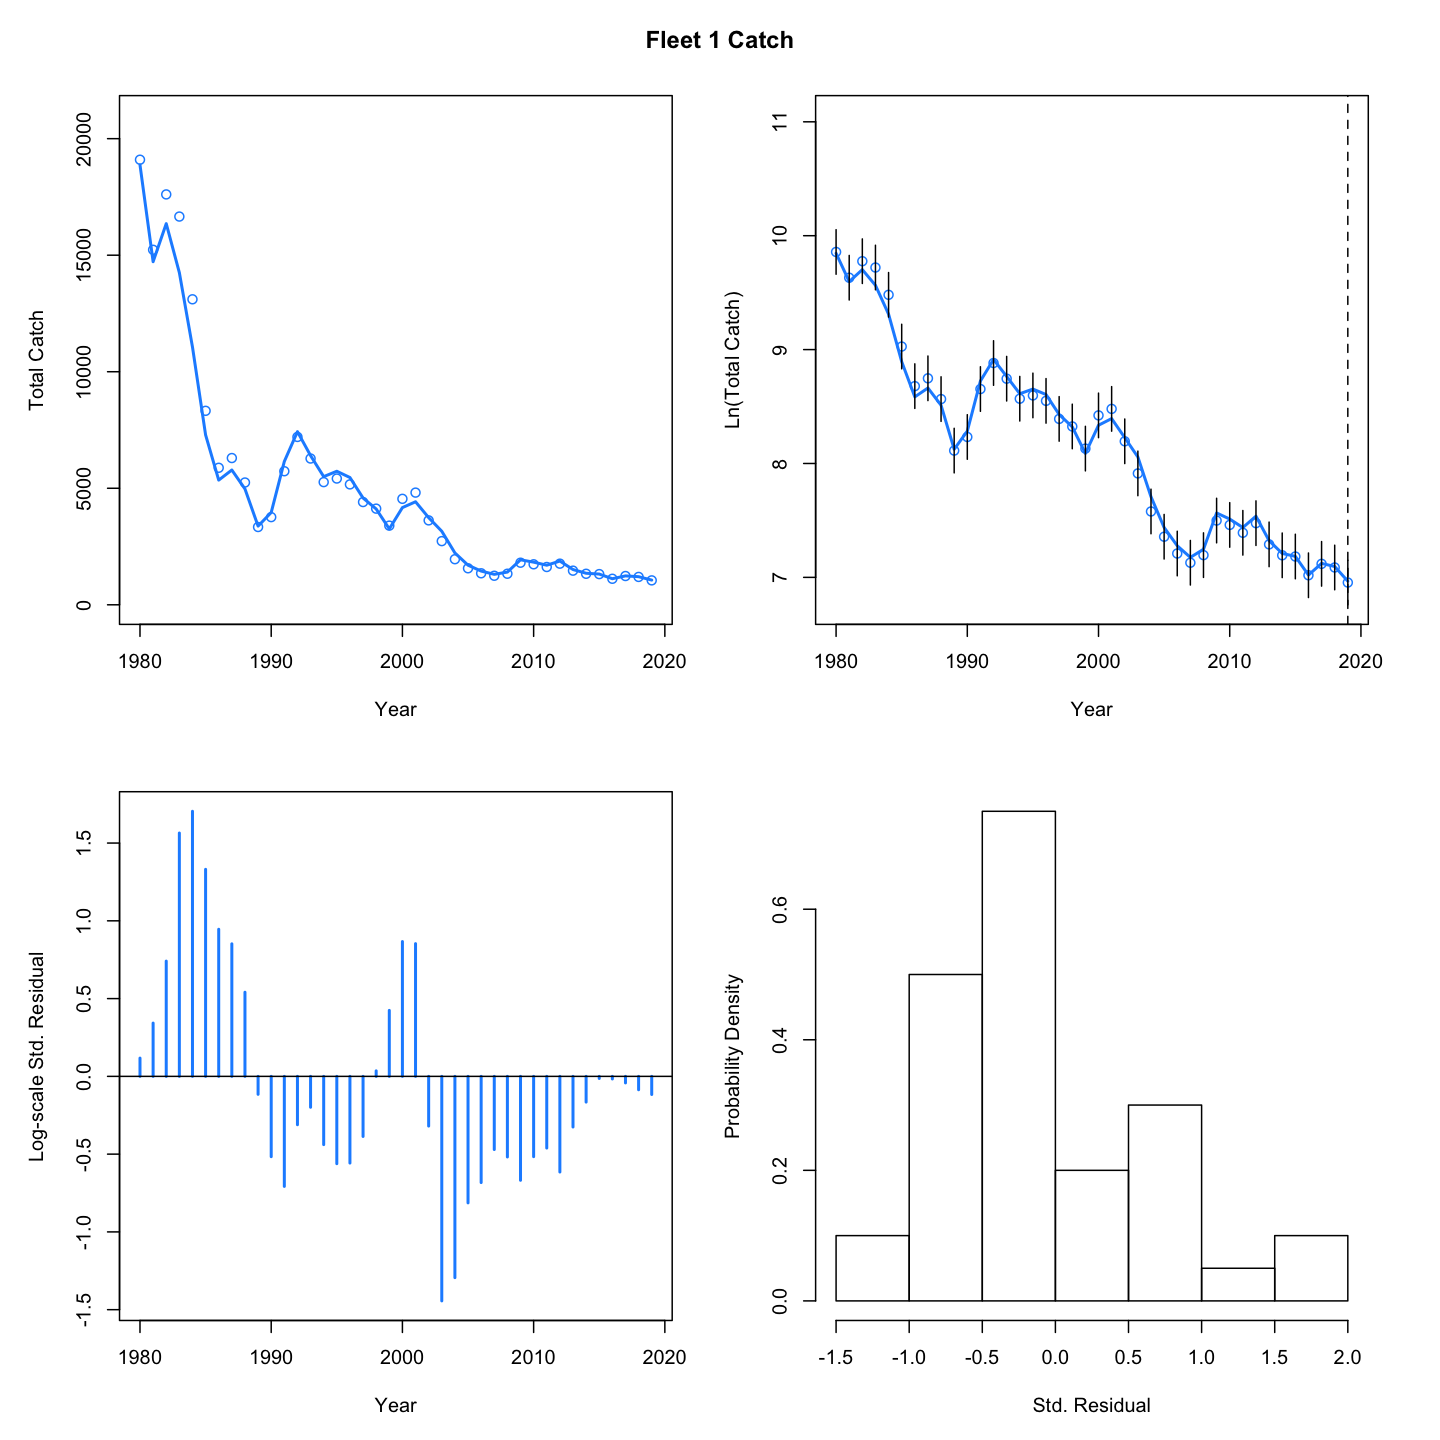 Fleet 1 Catch
Total Catch
20000
15000
10000
5000
0
1980 1990 2000 2010 2020
Year
Ln(Total Catch)
11
10
9
8
7
1980 1990 2000 2010 2020
Year
Log-scale Std. Residual
1.5
1.0
0.5
0.0
-0.5
-1.0
-1.5
1980 1990 2000 2010 2020
Year
Probability Density
0.6
0.4
0.2
0.0
-1.5 -1.0 -0.5 0.0 0.5 1.0 1.5 2.0
Std. Residual